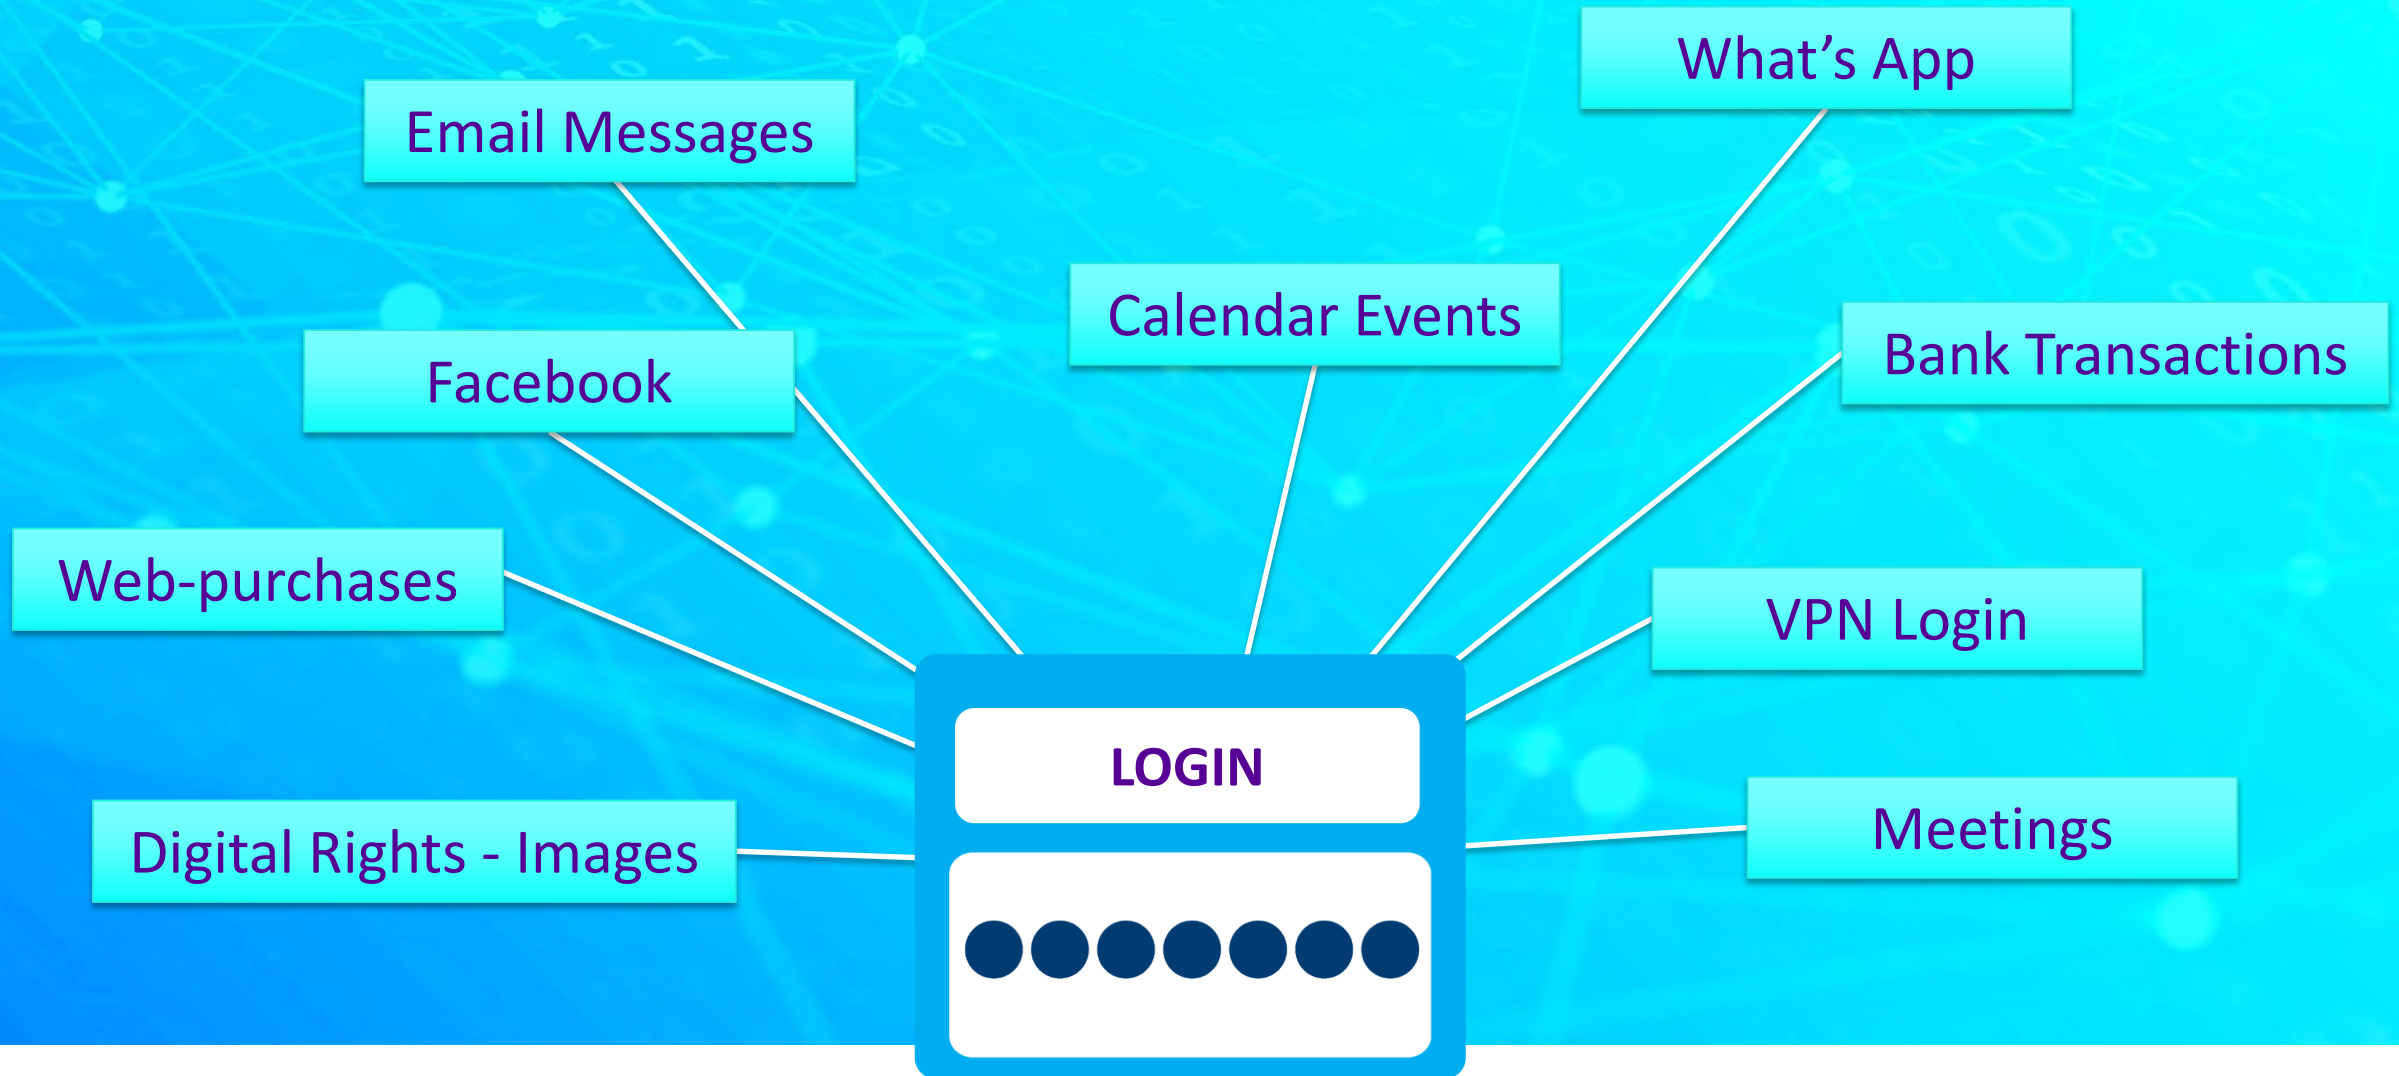 What’s App
Email Messages
Calendar Events
Bank Transactions
Facebook
Web-purchases
VPN Login
LOGIN
Meetings
Digital Rights - Images